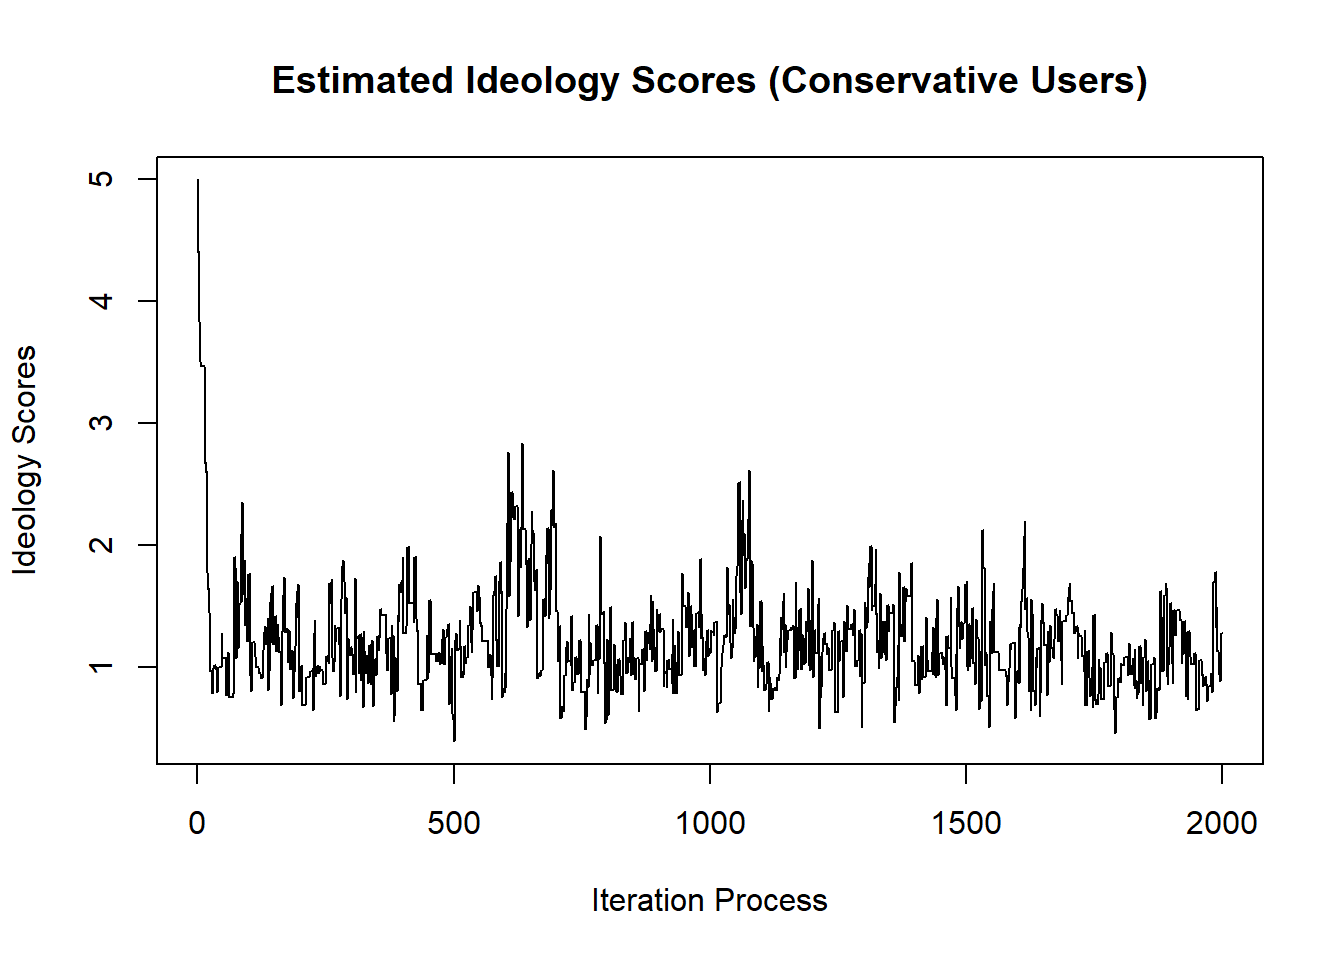 Estimated Ideology Scores (Conservative Users)
5
4
3
2
1
Ideology Scores
0 500 1000 1500 2000
Iteration Process